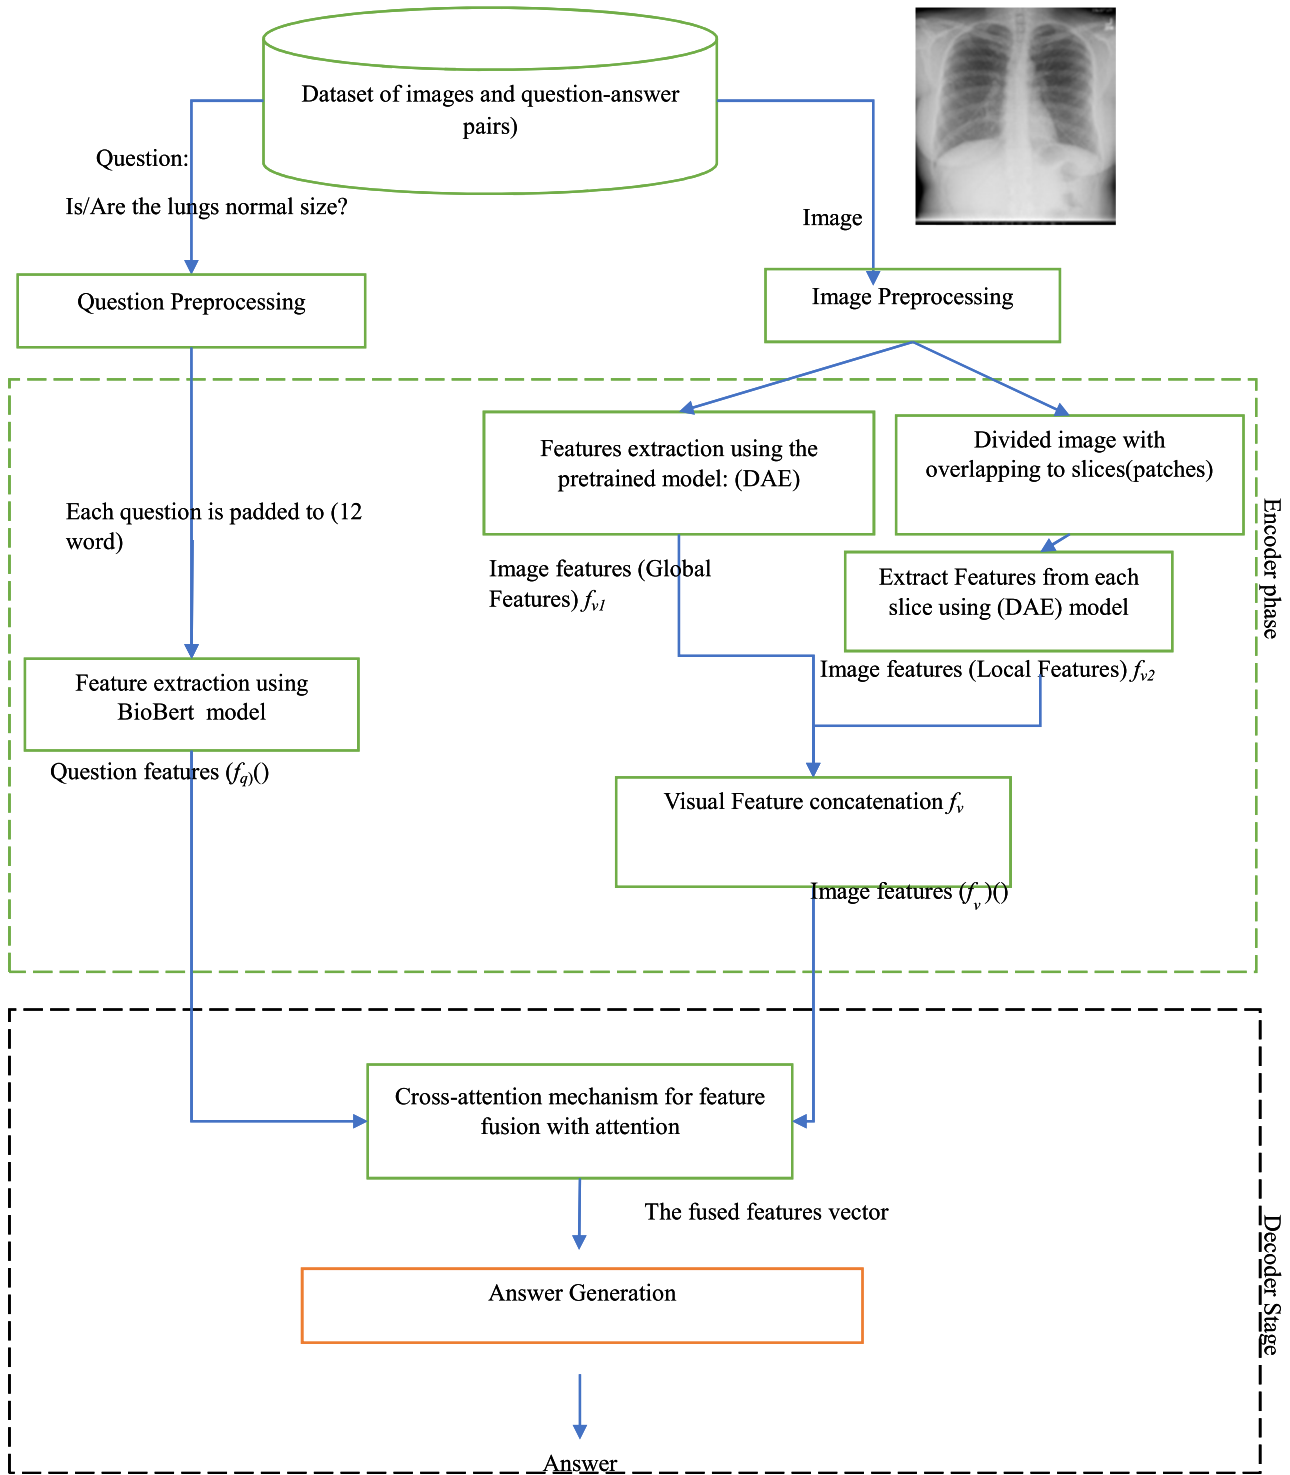 Dataset of images and question-answer
pairs)
Question:
Is/Are the lungs normal size?
Image
Question Preprocessing
Image Preprocessing
Features extraction using the
pretrained model: (DAE)
Divided image with
overlapping to slices(patches)
Each question is padded to (12
word)
Image features (Global
Features) fv1
Extract Features from each
slice using (DAE) model
Encoder phase
Image features (Local Features) fv2
Feature extraction using
BioBert model
Question features (fq)()
Visual Feature concatenation fv
Image features (fv)()
Cross-attention mechanism for feature
fusion with attention
The fused features vector
Decoder Stage
Answer Generation
Answer